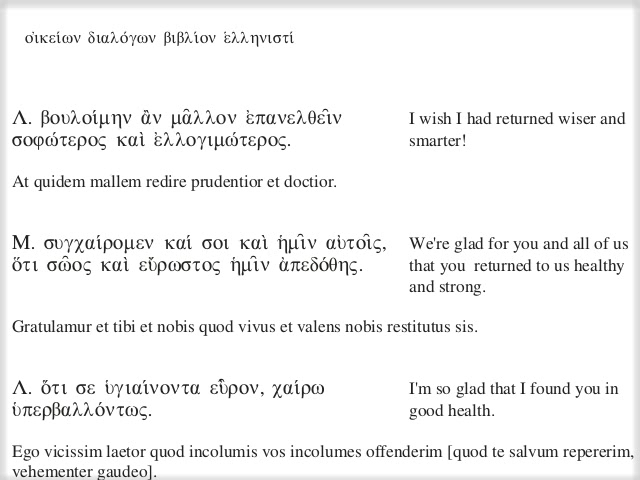 οἰκείων διαλόγων βιβλίον ἑλληνιστί
Λ. βουλοίμην ἂν μᾶλλον ἐπανελθεῖν
σοφώτερος καὶ ἐλλογιμώτερος.
I wish I had returned wiser and
smarter!
At quidem mallem redire prudentior et doctior.
Μ. συγχαίρομεν καί σοι καὶ ἡμῖν αὐτοῖς,
ὅτι σῶος καὶ εὔρωστος ἡμῖν ἀπεδόθης.
We're glad for you and all of us
that you  returned to us healthy
and strong.
Gratulamur et tibi et nobis quod vivus et valens nobis restitutus sis.
Λ. ὅτι σε ὑγιαίνοντα εὗρον, χαίρω
ὑπερβαλλόντως.
I'm so glad that I found you in
good health.
Ego vicissim laetor quod incolumis vos incolumes offenderim [quod te salvum repererim,
vehementer gaudeo].